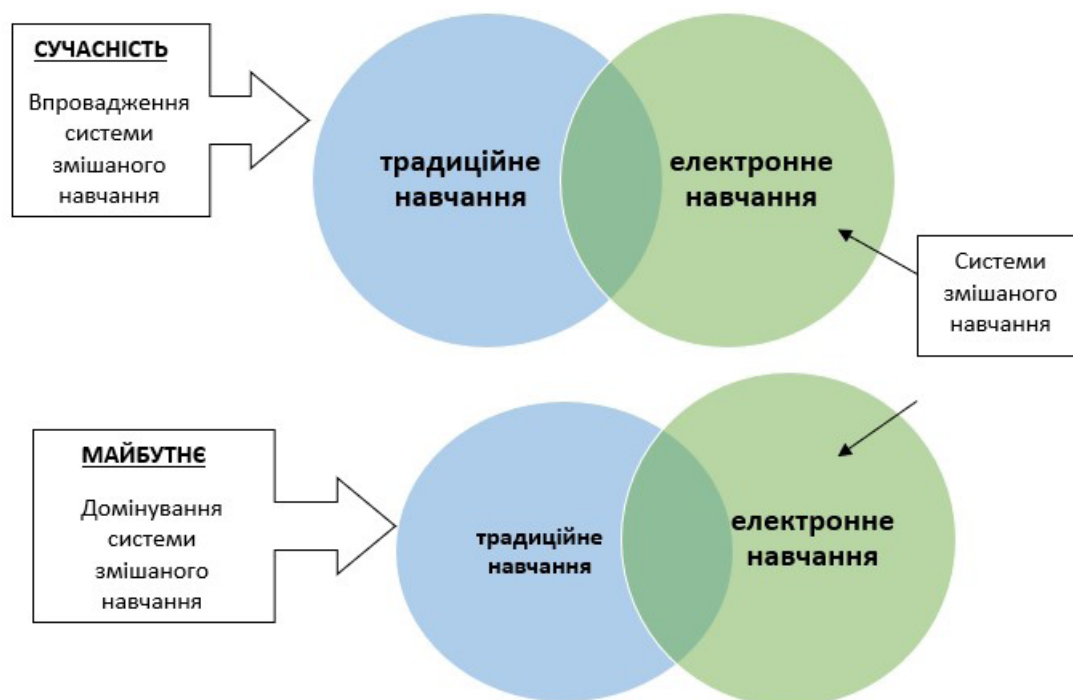 СУЧАСНІСТЬ
Впровадження
системи
змішаного
навчання
традиційне
навчання
електронне
навчання
Системи
змішаного
навчання
МАЙБУТНЄ
Домінування
системи
змішаного
навчання
традиційне
навчання
електронне
навчання